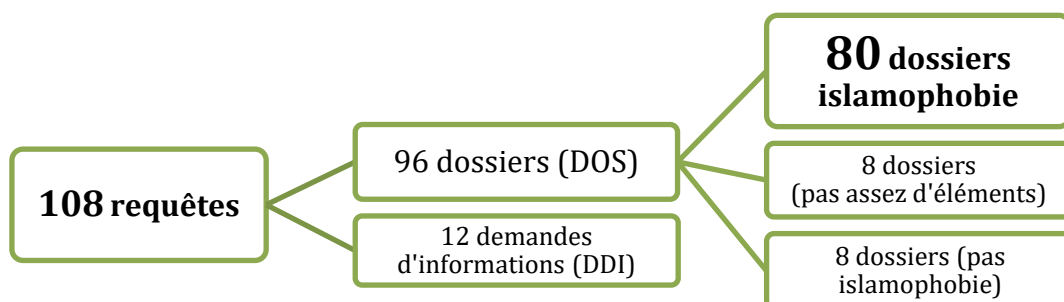 108 requêtes
96 dossiers (DOS)
12 demandes
d'informations (DDI)
80 dossiers
islamophobie
8 dossiers
(pas assez d'éléments)
8 dossiers (pas
islamophobie)